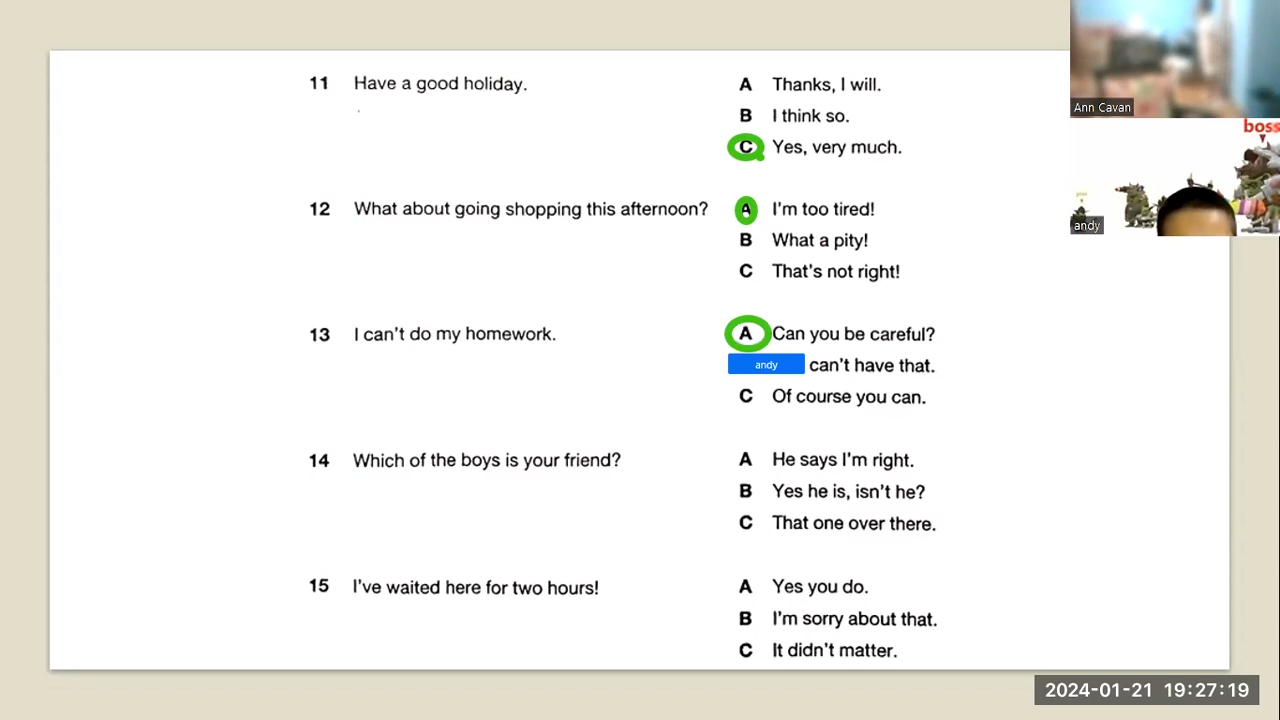 11 Have a good holiday.
A Thanks, I will.
B I think so.
C Yes, very much.
12 What about going shopping this afternoon?
A I'm too tired!
B What a pity!
C That's not right!
13 I can't do my homework.
A Can you be careful?
andy can't have that.
C Of course you can.
14 Which of the boys is your friend?
A He says I'm right.
B Yes he is, isn't he?
C That one over there.
15 I've waited here for two hours!
A Yes you do.
B I'm sorry about that.
C It didn't matter.
Ann Cavan
boss
andy
2024-01-21 19:27:19